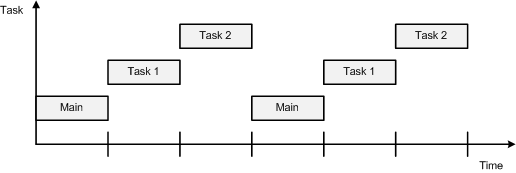 Task
Task 2
Task 2
Task 1
Task 1
Main
Main
Time